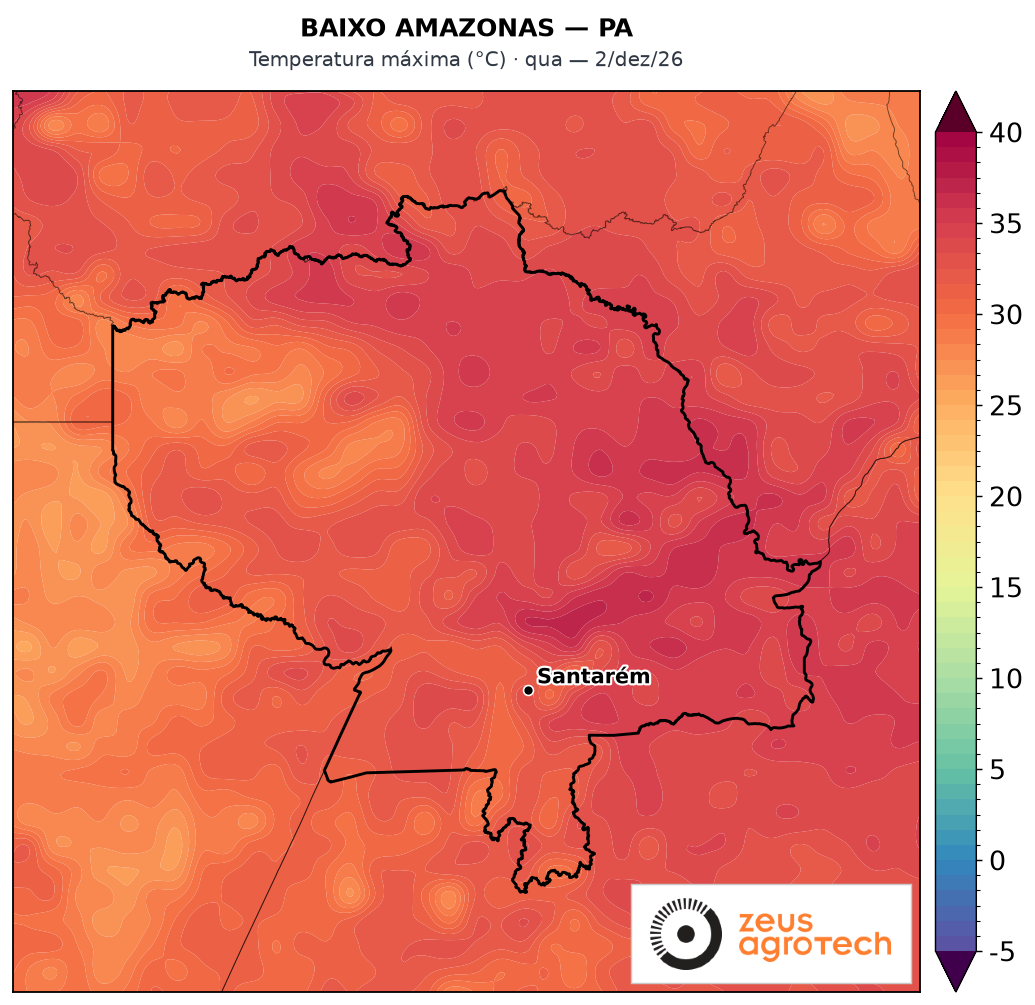 BAIXO AMAZONAS — PA
Temperatura máxima (°C) · qua — 2/dez/26
40
35
30
25
20
15
10
5
0
-5
Santarém
zeus
agrotech